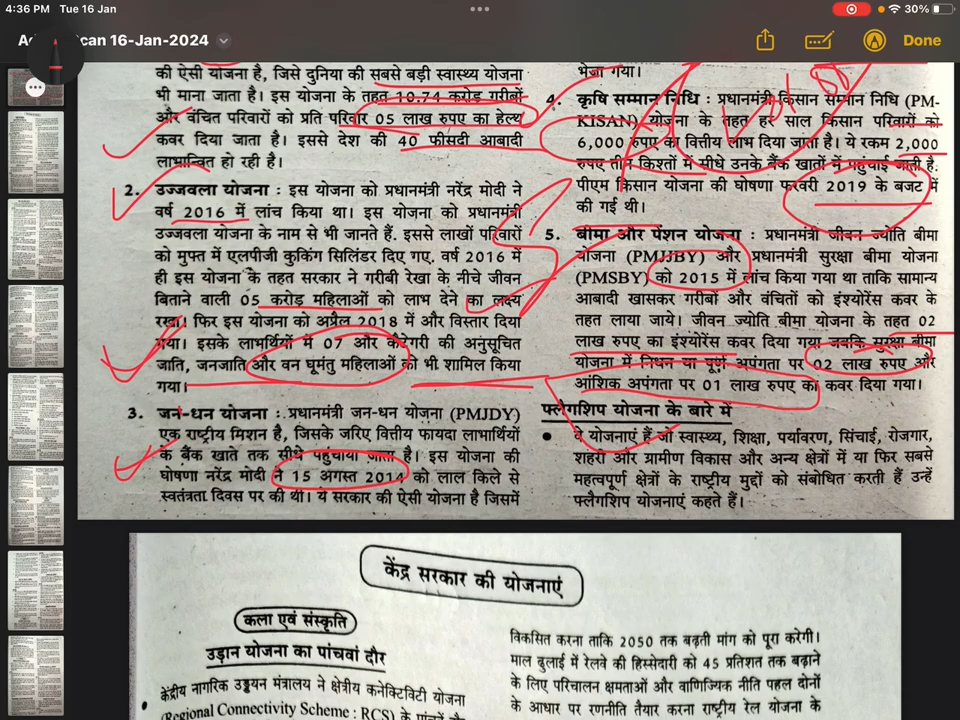 4:36 PM Tue 16 Jan
30%
can 16-Jan-2024
Done
की ऐसी योजना है, जिसे दुनिया की सबसे बड़ी स्वास्थ्य योजना
भी माना जाता है। इस योजना के तहत 10.74 करोड़ गरीबों
और वंचित परिवारों को प्रति परिवार 05 लाख रुपए का हेल्थ
कवर दिया जाता है। इससे देश की 40 फीसदी आबादी
लाभान्वित हो रही है।
2. उज्जवला योजना : इस योजना को प्रधानमंत्री नरेंद्र मोदी ने
वर्ष 2016 में लांच किया था। इस योजना को प्रधानमंत्री
उज्जवला योजना के नाम से भी जानते हैं. इससे लाखों परिवारों
को मुफ्त में एलपीजी कुकिंग सिलिंडर दिए गए. वर्ष 2016 में
ही इस योजना के तहत सरकार ने गरीबी रेखा के नीचे जीवन
बिताने वाली 05 करोड़ महिलाओं को लाभ देने का लक्ष्य
रखा। फिर इस योजना को अप्रैल 2018 में और विस्तार दिया
गया। इसके लाभार्थियों में 07 और कैटेगरी की अनुसूचित
जाति, जनजाति और वन घूमंतु महिलाओं को भी शामिल किया
गया।
3. जन-धन योजना : प्रधानमंत्री जन-धन योजना (PMJDY)
एक राष्ट्रीय मिशन है, जिसके जरिए वित्तीय फायदा लाभार्थियों
के बैंक खाते तक सीधे पहुंचाया जाता है। इस योजना की
घोषणा नरेंद्र मोदी ने 15 अगस्त 2014 को लाल किले से
स्वतंत्रता दिवस पर की थी। ये सरकार की ऐसी योजना है जिसमें
भेजा गया।
4. कृषि सम्मान निधि : प्रधानमंत्री किसान सम्मान निधि (PM-
KISAN) योजना के तहत हर साल किसान परिवारों को
6,000 रुपए का वित्तीय लाभ दिया जाता है। ये रकम 2,000
रुपए तीन किश्तों में सीधे उनके बैंक खातों में पहुंचाई जाती है.
पीएम किसान योजना की घोषणा फरवरी 2019 के बजट में
की गई थी।
5. बीमा और पेंशन योजना : प्रधानमंत्री जीवन ज्योति बीमा
योजना (PMJJBY) और प्रधानमंत्री सुरक्षा बीमा योजना
(PMSBY) को 2015 में लांच किया गया था ताकि सामान्य
आबादी खासकर गरीबों और वंचितों को इंश्योरेंस कवर के
तहत लाया जाये। जीवन ज्योति बीमा योजना के तहत 02
लाख रुपए का इंश्योरेंस कवर दिया गया जबकि सुरक्षा बीमा
योजना में निधन या पूर्ण अपंगता पर 02 लाख रुपए और
आंशिक अपंगता पर 01 लाख रुपए का कवर दिया गया।
फ्लैगशिप योजना के बारे में
● वे योजनाएं हैं जो स्वास्थ्य, शिक्षा, पर्यावरण, सिंचाई, रोजगार,
शहरी और ग्रामीण विकास और अन्य क्षेत्रों में या फिर सबसे
महत्वपूर्ण क्षेत्रों के राष्ट्रीय मुद्दों को संबोधित करती हैं उन्हें
फ्लैगशिप योजनाएं कहते हैं।
केंद्र सरकार की योजनाएं
कला एवं संस्कृति
उड़ान योजना का पांचवां दौर
● केंद्रीय नागरिक उड्डयन मंत्रालय ने क्षेत्रीय कनेक्टिविटी योजना
(Regional Connectivity Scheme : RCS) के पांचवें
विकसित करना ताकि 2050 तक बढ़ती मांग को पूरा करेगी।
माल ढुलाई में रेलवे की हिस्सेदारी को 45 प्रतिशत तक बढ़ाने
के लिए परिचालन क्षमताओं और वाणिज्यिक नीति पहल दोनों
के आधार पर रणनीति तैयार करना राष्ट्रीय रेल योजना के